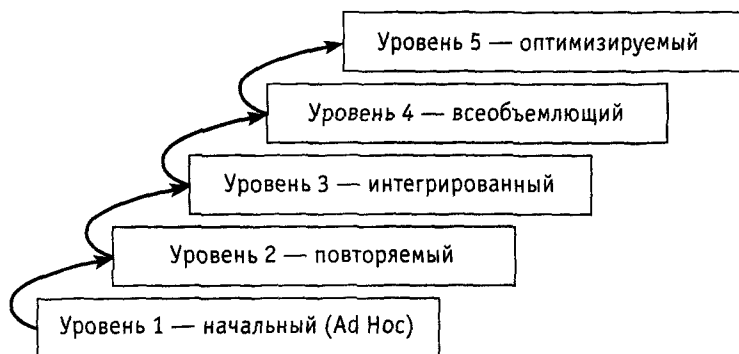 Уровень 5 — оптимизируемый
Уровень 4 — всеобъемлющий
Уровень 3 — интегрированный
Уровень 2 — повторяемый
Уровень 1 — начальный (Ad Hoc)